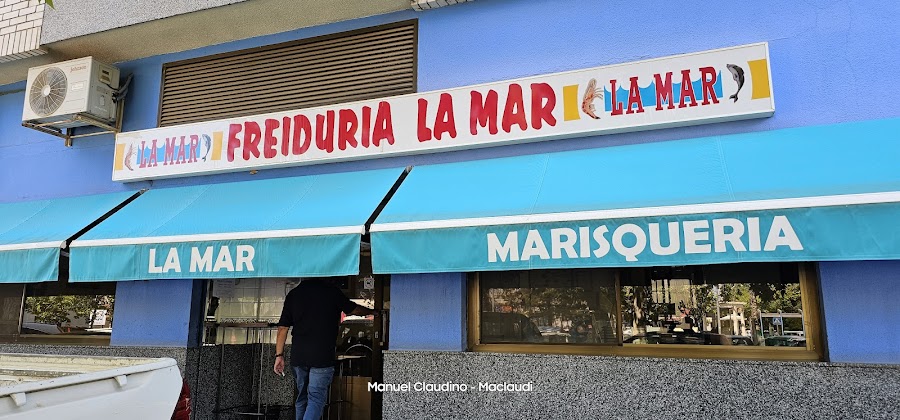 LA MAR FREIDURIA LA MAR LA MAR
LA MAR MARISQUERIA
Manuel Claudino - Maclaudi